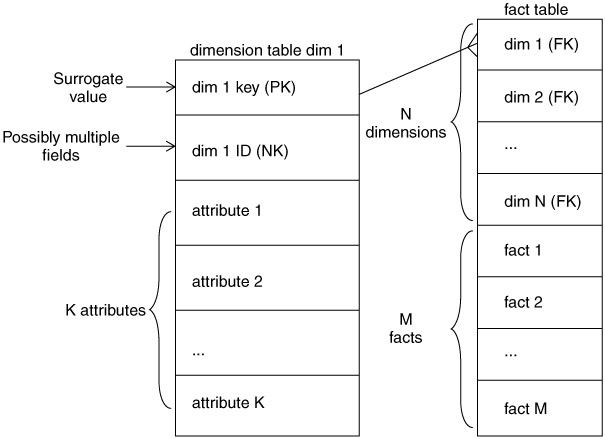 fact table
dimension table dim 1
dim 1 (FK)
Surrogate
value
dim 1 key (PK)
dim 2 (FK)
N
dimensions
Possibly multiple
fields
dim 1 ID (NK)
...
dim N (FK)
attribute 1
fact 1
attribute 2
fact 2
K attributes
M
facts
...
...
attribute K
fact M